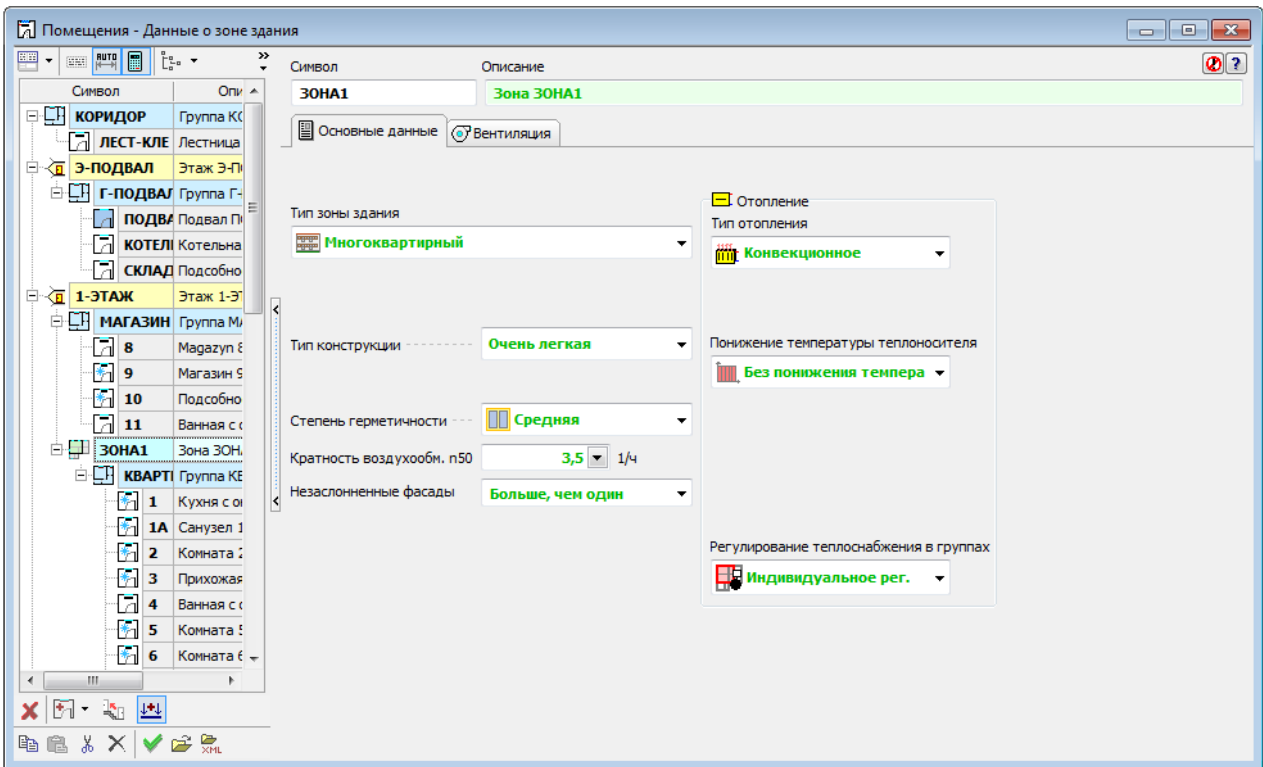 Помещения - Данные о зоне здания
AUTO
»
Символ
Описание
ЗОНА1
Зона ЗОНА1
Основные данные
Вентиляция
Символ
Опи
КОРИДОР
Группа КО
ЛЕСТ-КЛЕ
Лестница
Э-ПОДВАЛ
Этаж Э-П
Г-ПОДВАЛ
Группа Г-
ПОДВА
Подвал П
КОТЕЛ
Котельна
СКЛАД
Подсобно
1-ЭТАЖ
Этаж 1-Э
МАГАЗИН
Группа М
8
Magazyn 8
9
Магазин 9
10
Подсобно
11
Ванная с
ЗОНА1
Зона ЗОН
КВАРТ
Группа КВ
1
Кухня с о
1А
Санузел 1
2
Комната 2
3
Прихожая
4
Ванная с
5
Комната 5
6
Комната 6
XML
Тип зоны здания
Многоквартирный
Тип конструкции
Очень легкая
Степень герметичности
Средняя
Кратность воздухообм. n50
3,5
1/ч
Незаслонненные фасады
Больше, чем один
Отопление
Тип отопления
Конвекционное
Понижение температуры теплоносителя
Без понижения темпера
Регулирование теплоснабжения в группах
Индивидуальное рег.